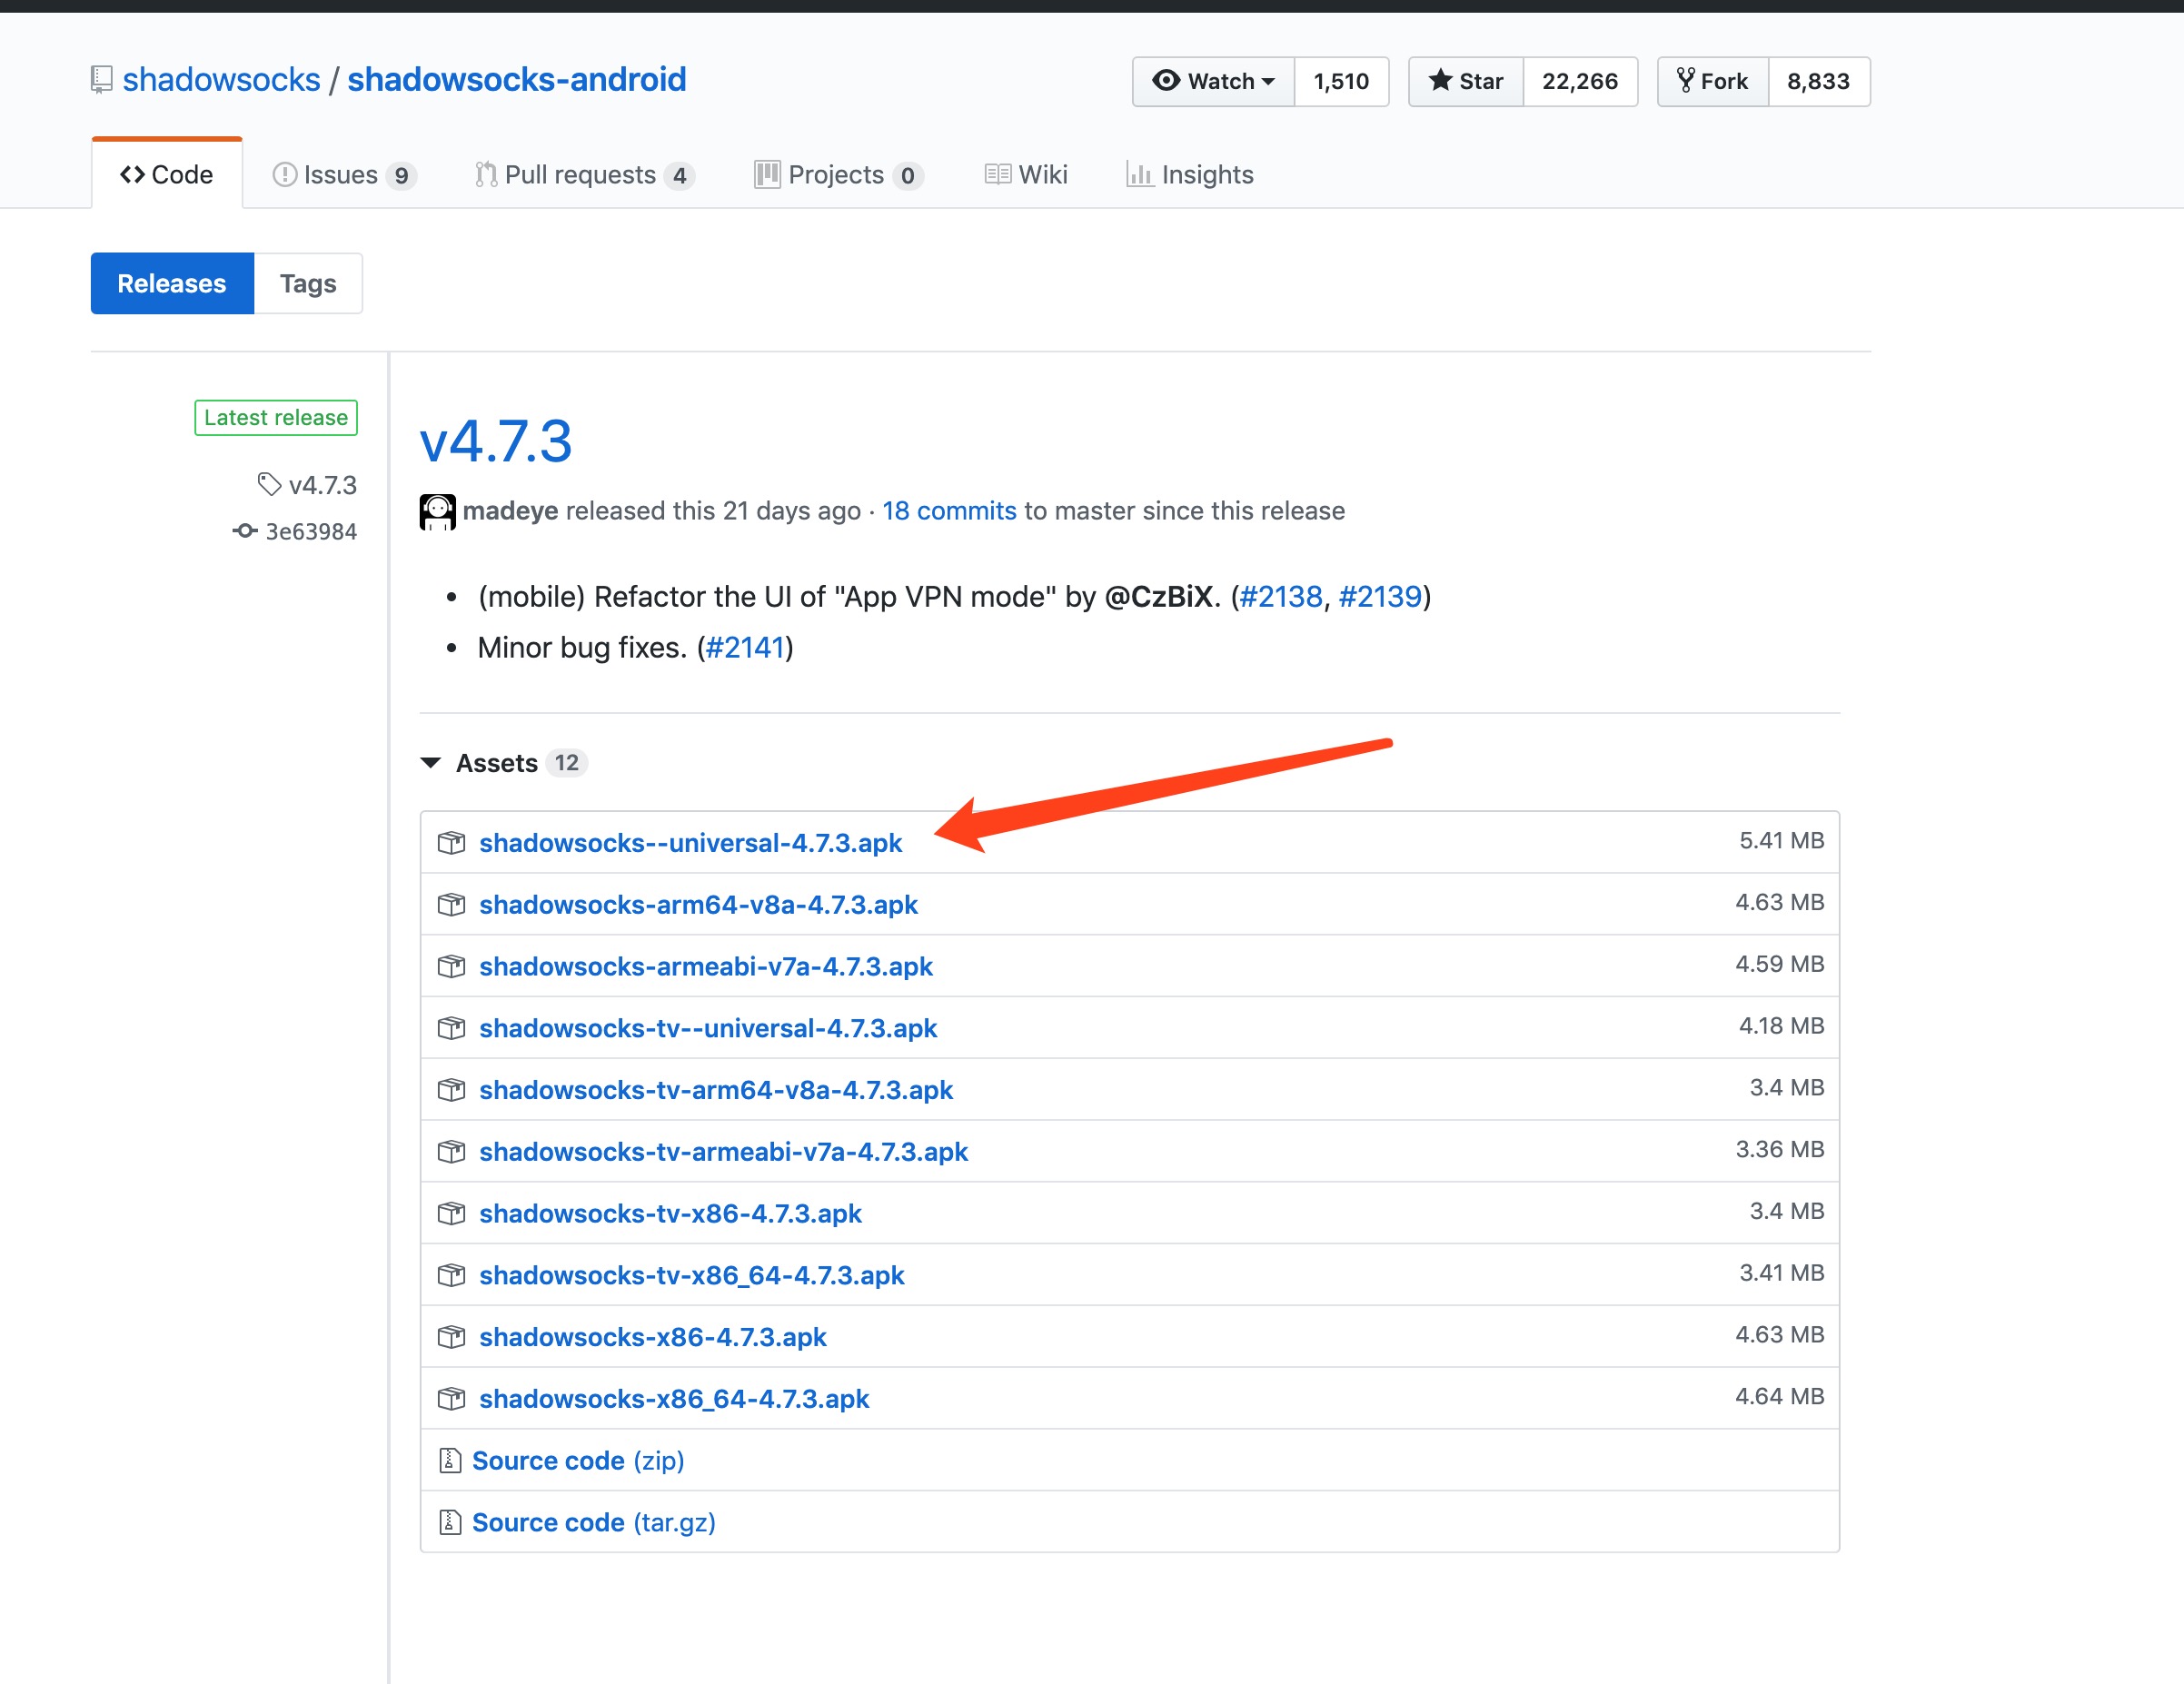 shadowsocks / shadowsocks-android
Watch 1,510 Star 22,266 Fork 8,833
Code Issues 9 Pull requests 4 Projects 0 Wiki Insights
Releases Tags
Latest release
v4.7.3
3e63984
v4.7.3
madeye released this 21 days ago · 18 commits to master since this release
• (mobile) Refactor the UI of "App VPN mode" by @CzBiX. (#2138, #2139)
• Minor bug fixes. (#2141)
Assets 12
shadowsocks--universal-4.7.3.apk 5.41 MB
shadowsocks-arm64-v8a-4.7.3.apk 4.63 MB
shadowsocks-armeabi-v7a-4.7.3.apk 4.59 MB
shadowsocks-tv--universal-4.7.3.apk 4.18 MB
shadowsocks-tv-arm64-v8a-4.7.3.apk 3.4 MB
shadowsocks-tv-armeabi-v7a-4.7.3.apk 3.36 MB
shadowsocks-tv-x86-4.7.3.apk 3.4 MB
shadowsocks-tv-x86_64-4.7.3.apk 3.41 MB
shadowsocks-x86-4.7.3.apk 4.63 MB
shadowsocks-x86_64-4.7.3.apk 4.64 MB
Source code (zip)
Source code (tar.gz)